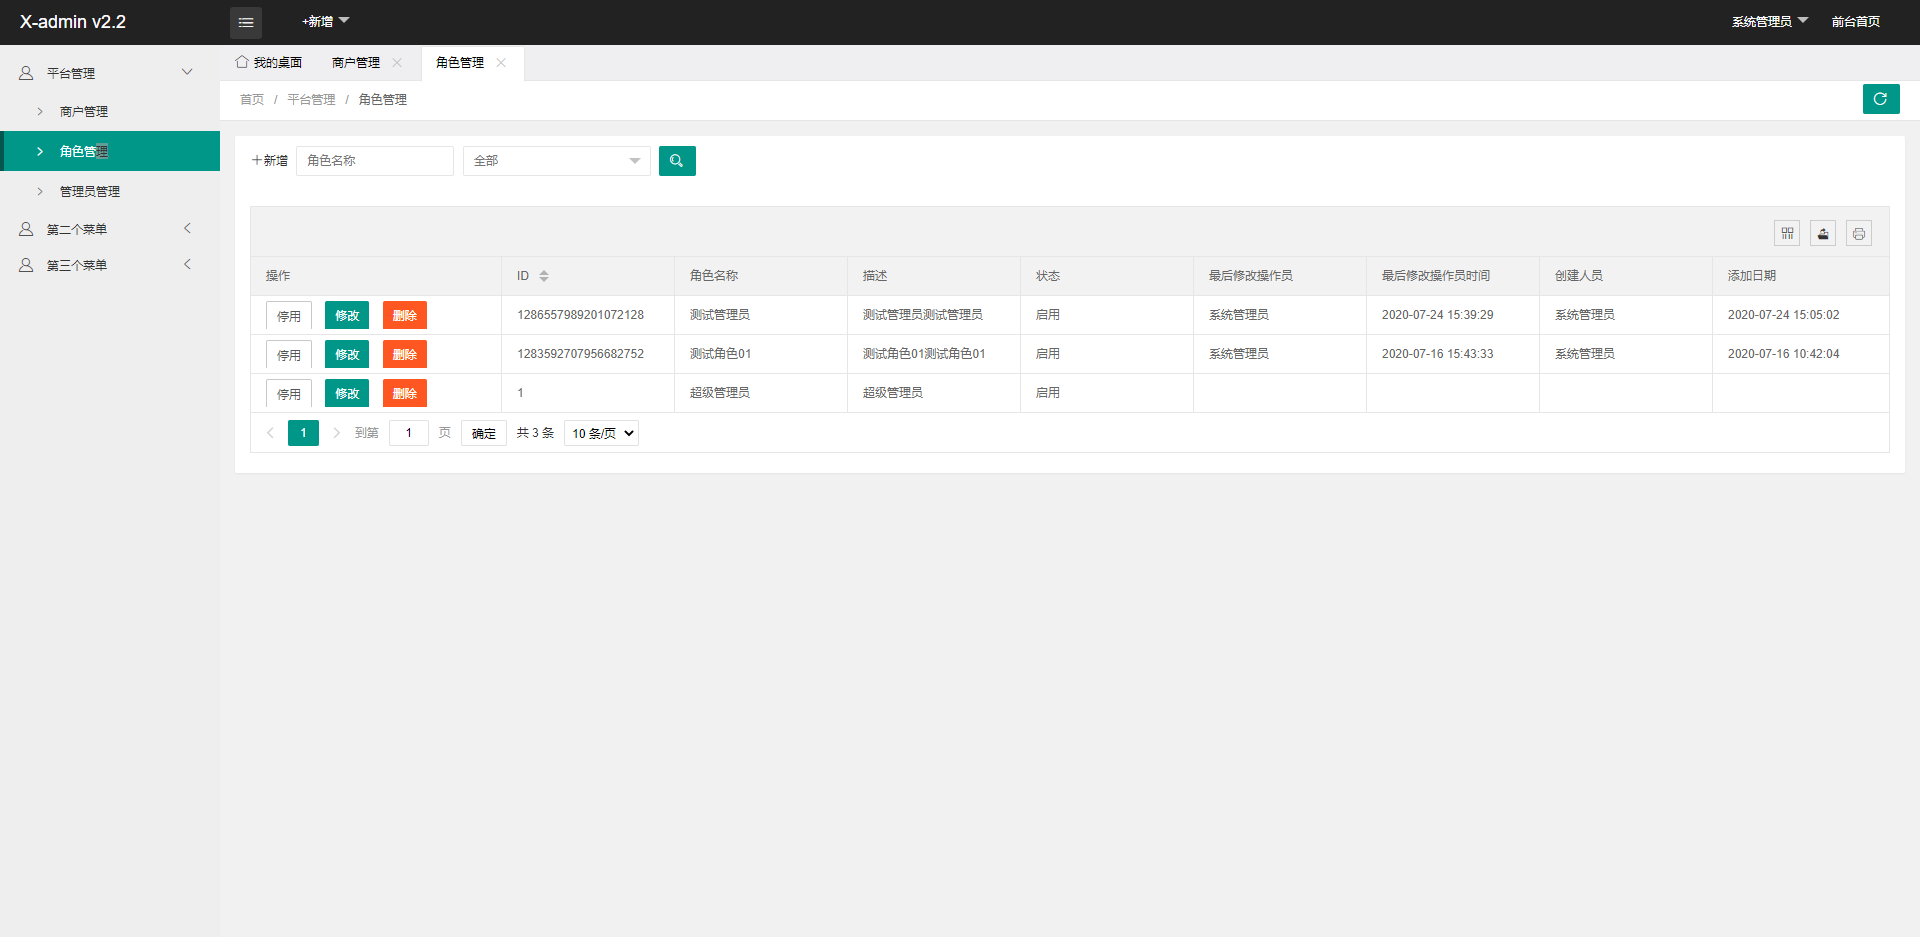 X-admin v2.2
+新增
系统管理员
前台首页
平台管理
商户管理
角色管理
管理员管理
第二个菜单
第三个菜单
我的桌面
商户管理
角色管理
首页 / 平台管理 / 角色管理
新增
角色名称
全部
操作 ID 角色名称 描述 状态 最后修改操作员 最后修改操作员时间 创建人员 添加日期
停用 修改 删除 1286557989201072128 测试管理员 测试管理员测试管理员 启用 系统管理员 2020-07-24 15:39:29 系统管理员 2020-07-24 15:05:02
停用 修改 删除 1283592707956682752 测试角色01 测试角色01测试角色01 启用 系统管理员 2020-07-16 15:43:33 系统管理员 2020-07-16 10:42:04
停用 修改 删除 1 超级管理员 超级管理员 启用
1 到第 1 页 确定 共 3 条 10 条/页